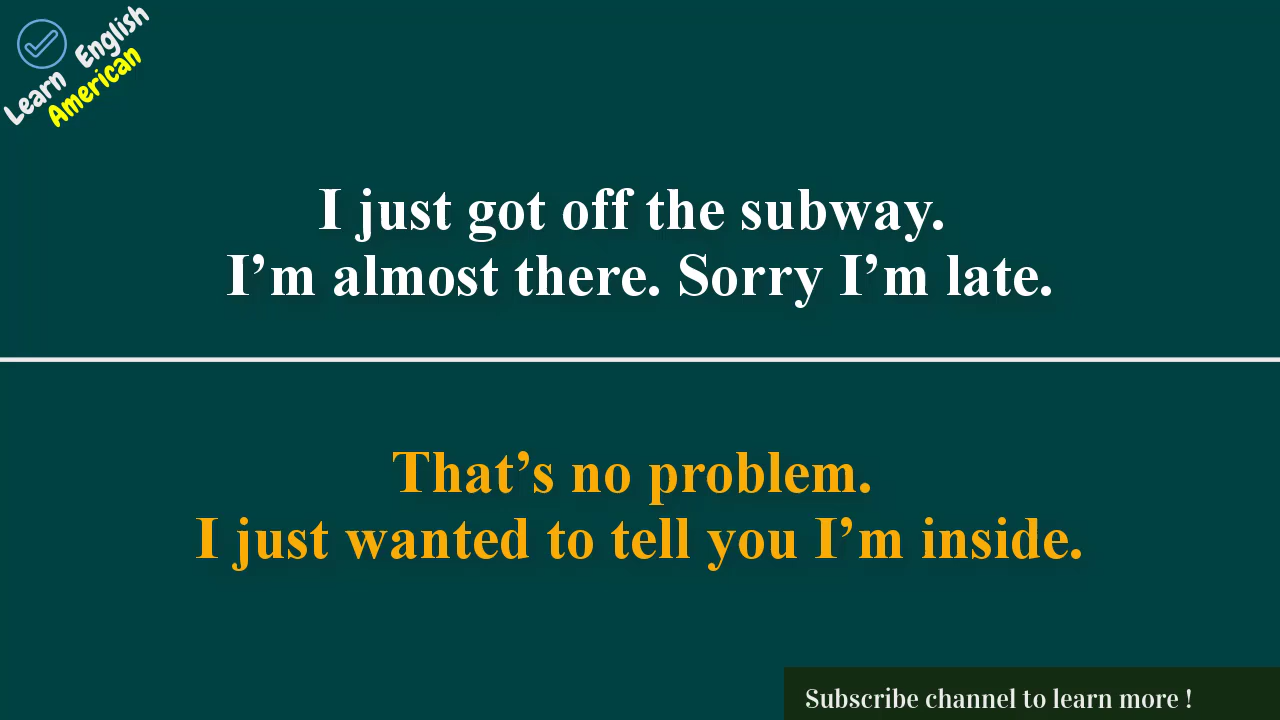 Learn English
American
I just got off the subway.
I’m almost there. Sorry I’m late.
That’s no problem.
I just wanted to tell you I’m inside.
Subscribe channel to learn more !